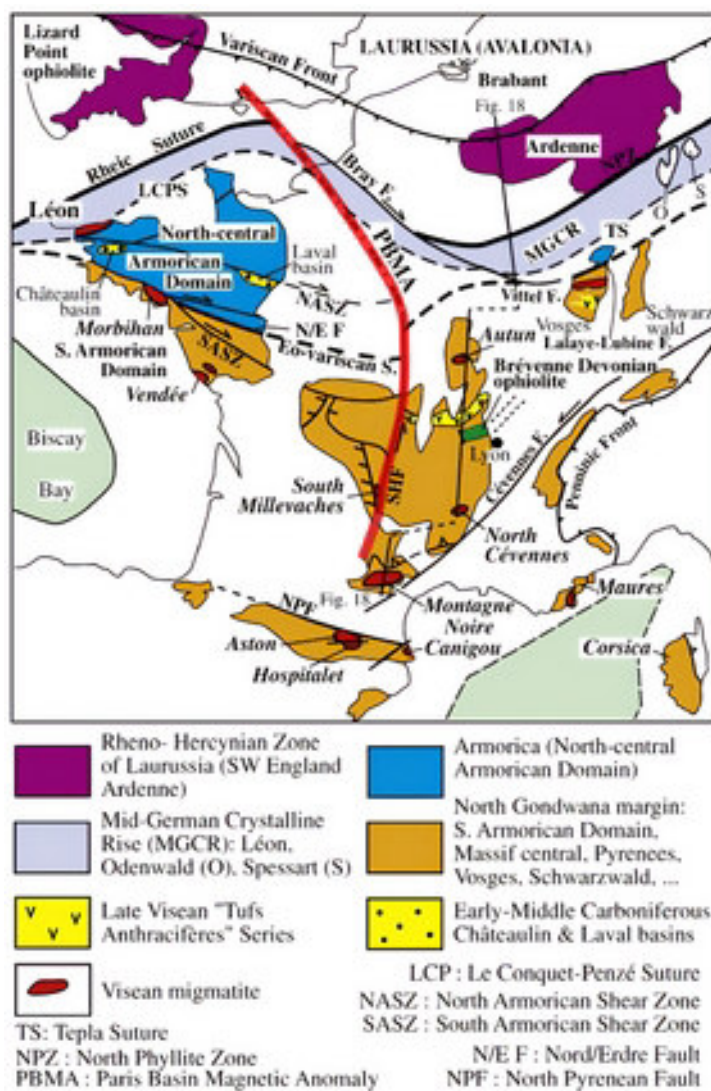 Lizard
Point
ophiolite
Variscan Front
LAURUSSIA (AVALONIA)
Brabant
Fig. 18
Ardenne
NPZ
Rheic Suture
Bray F.
LCPS
Léon
North-central
PBMA
MGCR
O
S
TS
Armorican
Domain
Laval
basin
NASZ
Châteaulin
basin
Vittel F.
Vosges
Schwarz
wald
Lalaye-Lubine F.
Morbihan
N/E F
S. Armorican
Domain
SASZ
Eo-variscan S.
Autun
Brévenne Devonian
ophiolite
Vendée
Biscay
Bay
Lyon
Cévennes F.
Penninic Front
South
Millevaches
SHF
North
Cévennes
Maures
NPF
Fig. 18
Montagne
Noire
Aston
Canigou
Hospitalet
Corsica
Rheno- Hercynian Zone
of Laurussia (SW England
Ardenne)
Armorica (North-central
Armorican Domain)
Mid-German Crystalline
Rise (MGCR): Léon,
Odenwald (O), Spessart (S)
North Gondwana margin:
S. Armorican Domain,
Massif central, Pyrenees,
Vosges, Schwarzwald, ...
Late Visean "Tufs
Anthracifères" Series
Early-Middle Carboniferous
Châteaulin & Laval basins
Visean migmatite
LCP : Le Conquet-Penzé Suture
NASZ : North Armorican Shear Zone
SASZ : South Armorican Shear Zone
TS: Tepla Suture
NPZ : North Phyllite Zone
N/E F : Nord/Erdre Fault
PBMA : Paris Basin Magnetic Anomaly
NPF : North Pyrenean Fault